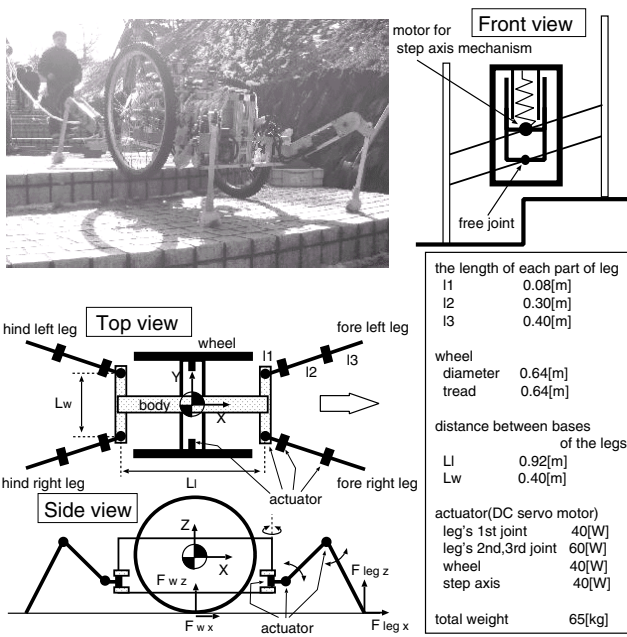 Front view
motor for
step axis mechanism
free joint
Top view
hind left leg
wheel
fore left leg
l1
l2
l3
Y
Lw
body
X
Ll
hind right leg
actuator
fore right leg
Side view
Z
X
F w z
F w x
actuator
F leg z
F leg x
the length of each part of leg
l1 0.08[m]
l2 0.30[m]
l3 0.40[m]
wheel
diameter 0.64[m]
tread 0.64[m]
distance between bases
of the legs
Ll 0.92[m]
Lw 0.40[m]
actuator(DC servo motor)
leg's 1st joint 40[W]
leg's 2nd,3rd joint 60[W]
wheel 40[W]
step axis 40[W]
total weight 65[kg]